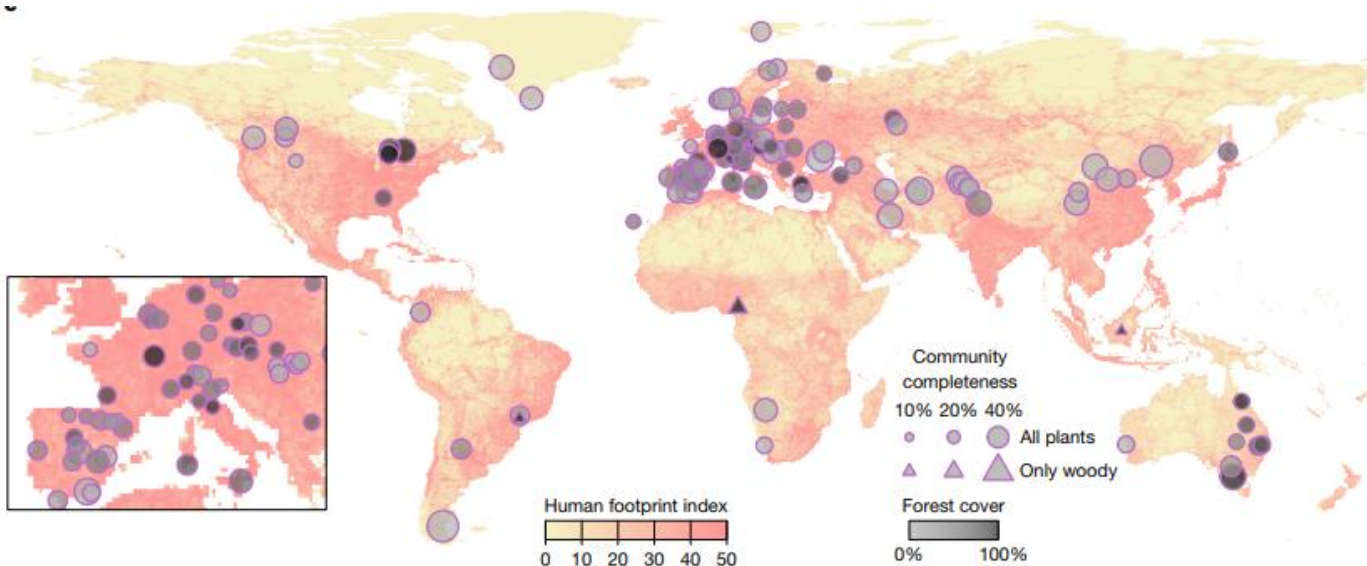 Community
completeness
10% 20% 40%
All plants
Only woody
Human footprint index
0 10 20 30 40 50
Forest cover
0% 100%